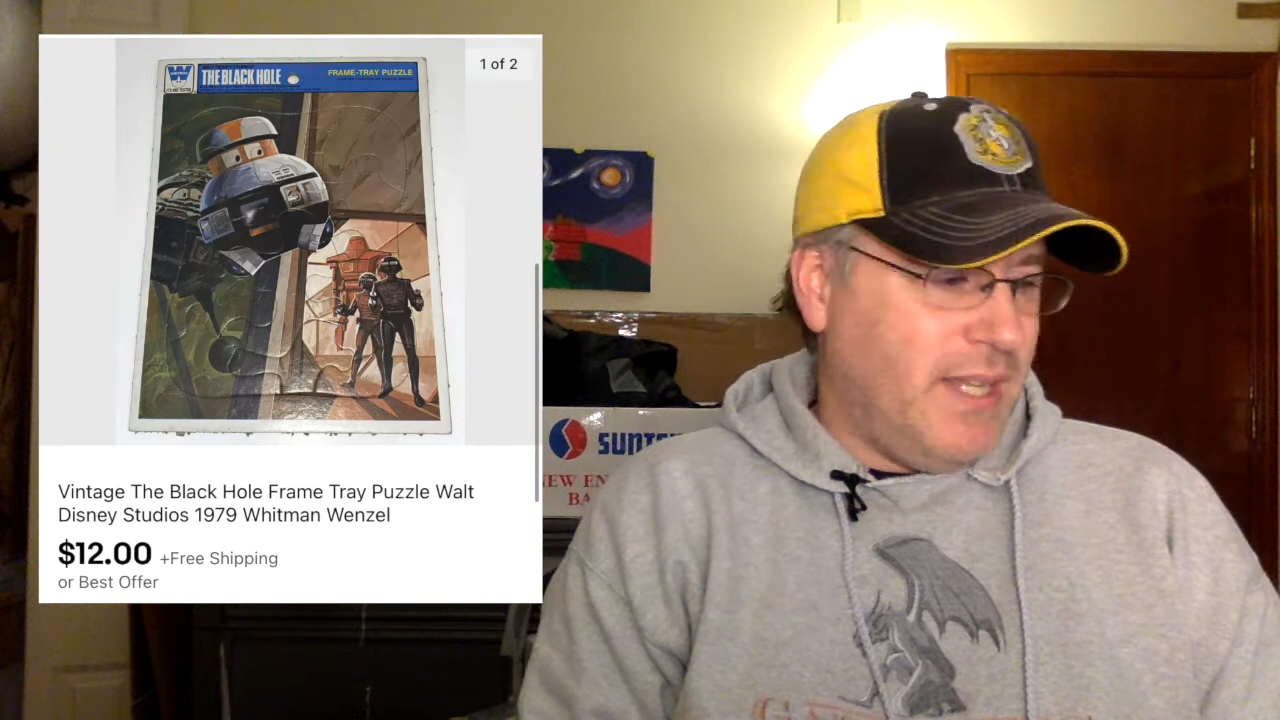 1 of 2
WHITMAN
THE BLACK HOLE
FRAME-TRAY PUZZLE
Vintage The Black Hole Frame Tray Puzzle Walt
Disney Studios 1979 Whitman Wenzel
$12.00 +Free Shipping
or Best Offer
SUNT
EW EN
BA